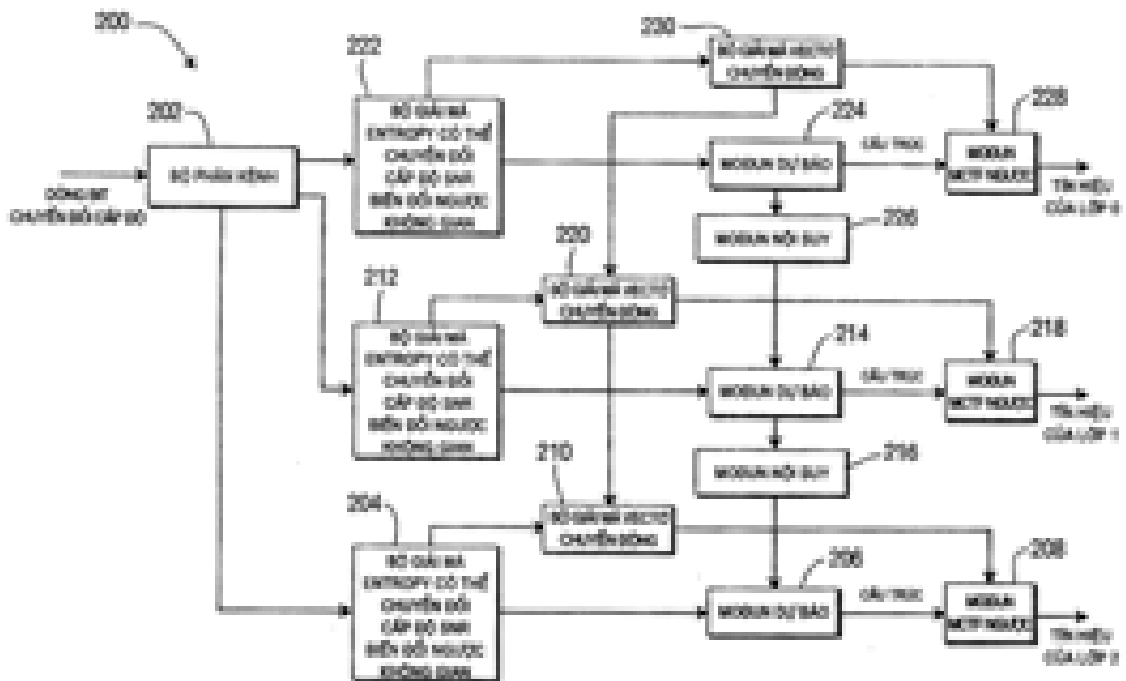 200
202
BỘ PHÂN KÊNH
DÒNG BIT
CHUYỂN ĐỔI CẤP ĐỘ
222
BỘ GIẢI MÃ
ENTROPY CÓ THỂ
CHUYỂN ĐỔI
CẤP ĐỘ SNR
BIẾN ĐỔI NGƯỢC
KHÔNG GIAN
230
BỘ GIẢI MÃ VECTƠ
CHUYỂN ĐỘNG
224
MODUN DỰ BÁO
CẤU TRÚC
228
MODUN
MCTF NGƯỢC
TÍN HIỆU
CỦA LỚP 0
226
MODUN NỘI SUY
212
BỘ GIẢI MÃ
ENTROPY CÓ THỂ
CHUYỂN ĐỔI
CẤP ĐỘ SNR
BIẾN ĐỔI NGƯỢC
KHÔNG GIAN
220
BỘ GIẢI MÃ VECTƠ
CHUYỂN ĐỘNG
214
MODUN DỰ BÁO
CẤU TRÚC
218
MODUN
MCTF NGƯỢC
TÍN HIỆU
CỦA LỚP 1
216
MODUN NỘI SUY
204
BỘ GIẢI MÃ
ENTROPY CÓ THỂ
CHUYỂN ĐỔI
CẤP ĐỘ SNR
BIẾN ĐỔI NGƯỢC
KHÔNG GIAN
210
BỘ GIẢI MÃ VECTƠ
CHUYỂN ĐỘNG
206
MODUN DỰ BÁO
CẤU TRÚC
208
MODUN
MCTF NGƯỢC
TÍN HIỆU
CỦA LỚP 2